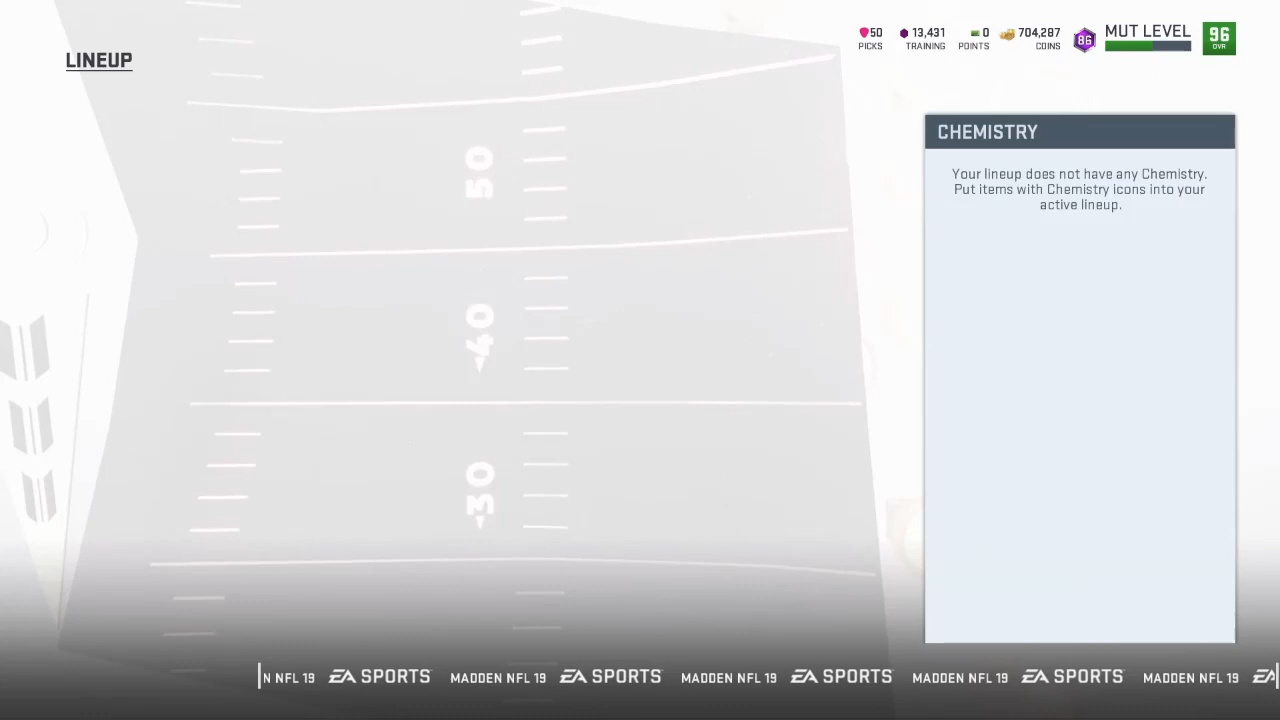 LINEUP
50 PICKS
13,431 TRAINING
0 POINTS
704,287 COINS
86
MUT LEVEL
96 OVR
CHEMISTRY
Your lineup does not have any Chemistry.
Put items with Chemistry icons into your
active lineup.
50
40
30
N NFL 19 EA SPORTS MADDEN NFL 19 EA SPORTS MADDEN NFL 19 EA SPORTS MADDEN NFL 19 EA SPORTS MADDEN NFL 19 EA